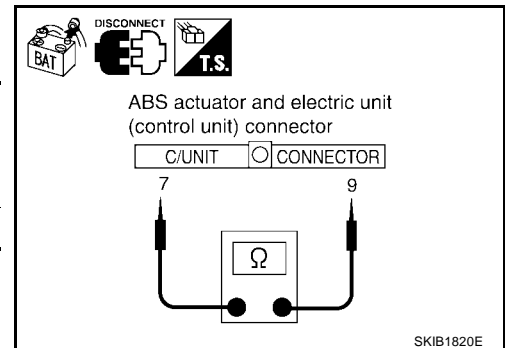 DISCONNECT
BAT
T.S.
ABS actuator and electric unit
(control unit) connector
C/UNIT CONNECTOR
7 9
Ω
SKIB1820E